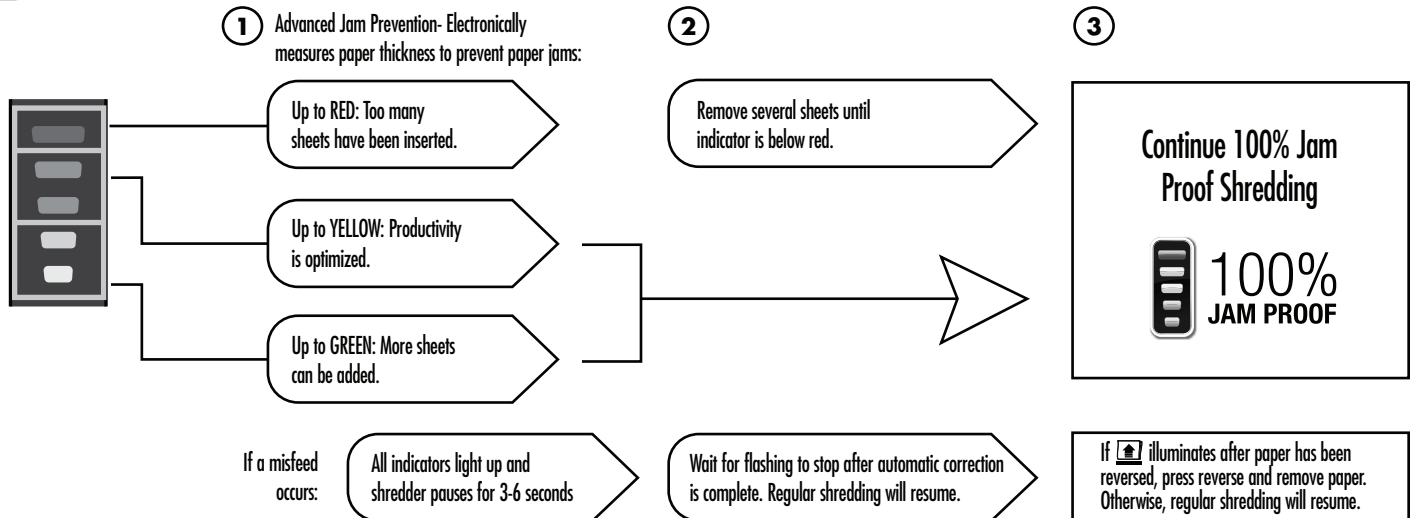 1
Advanced Jam Prevention- Electronically
measures paper thickness to prevent paper jams:
Up to RED: Too many
sheets have been inserted.
Up to YELLOW: Productivity
is optimized.
Up to GREEN: More sheets
can be added.
2
Remove several sheets until
indicator is below red.
3
Continue 100% Jam
Proof Shredding
100%
JAM PROOF
If a misfeed
occurs:
All indicators light up and
shredder pauses for 3-6 seconds
Wait for flashing to stop after automatic correction
is complete. Regular shredding will resume.
If illuminates after paper has been
reversed, press reverse and remove paper.
Otherwise, regular shredding will resume.